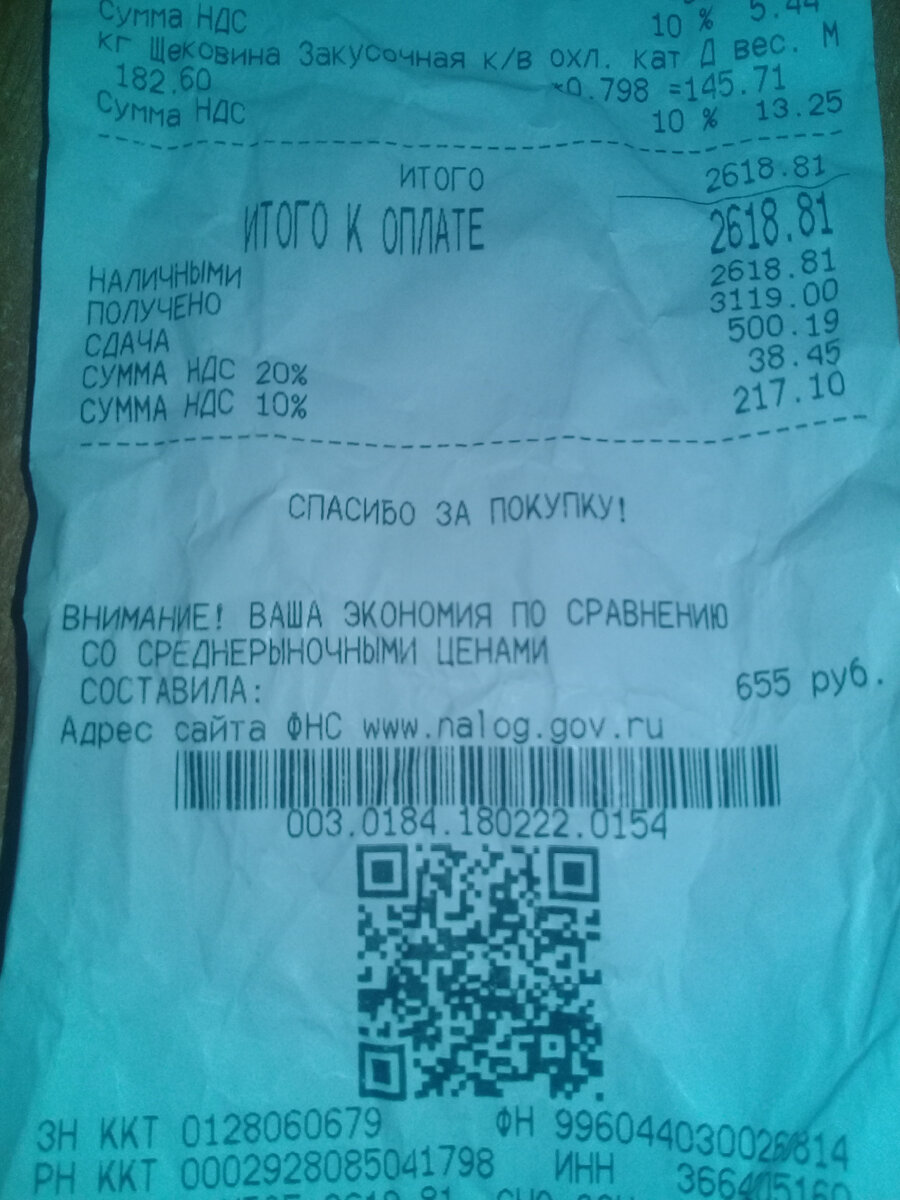 Сумма НДС 10 % 5.44
кг Щековина Закусочная к/в охл. кат Д вес. М
182.60 *0.798 =145.71
Сумма НДС 10 % 13.25
ИТОГО 2618.81
ИТОГО К ОПЛАТЕ 2618.81
НАЛИЧНЫМИ 2618.81
ПОЛУЧЕНО 3119.00
СДАЧА 500.19
СУММА НДС 20% 38.45
СУММА НДС 10% 217.10
СПАСИБО ЗА ПОКУПКУ!
ВНИМАНИЕ! ВАША ЭКОНОМИЯ ПО СРАВНЕНИЮ
СО СРЕДНЕРЫНОЧНЫМИ ЦЕНАМИ
СОСТАВИЛА: 655 руб.
Адрес сайта ФНС www.nalog.gov.ru
003.0184.180222.0154
ЗН ККТ 0128060679 ФН
РН ККТ 0002928085041798 ИНН